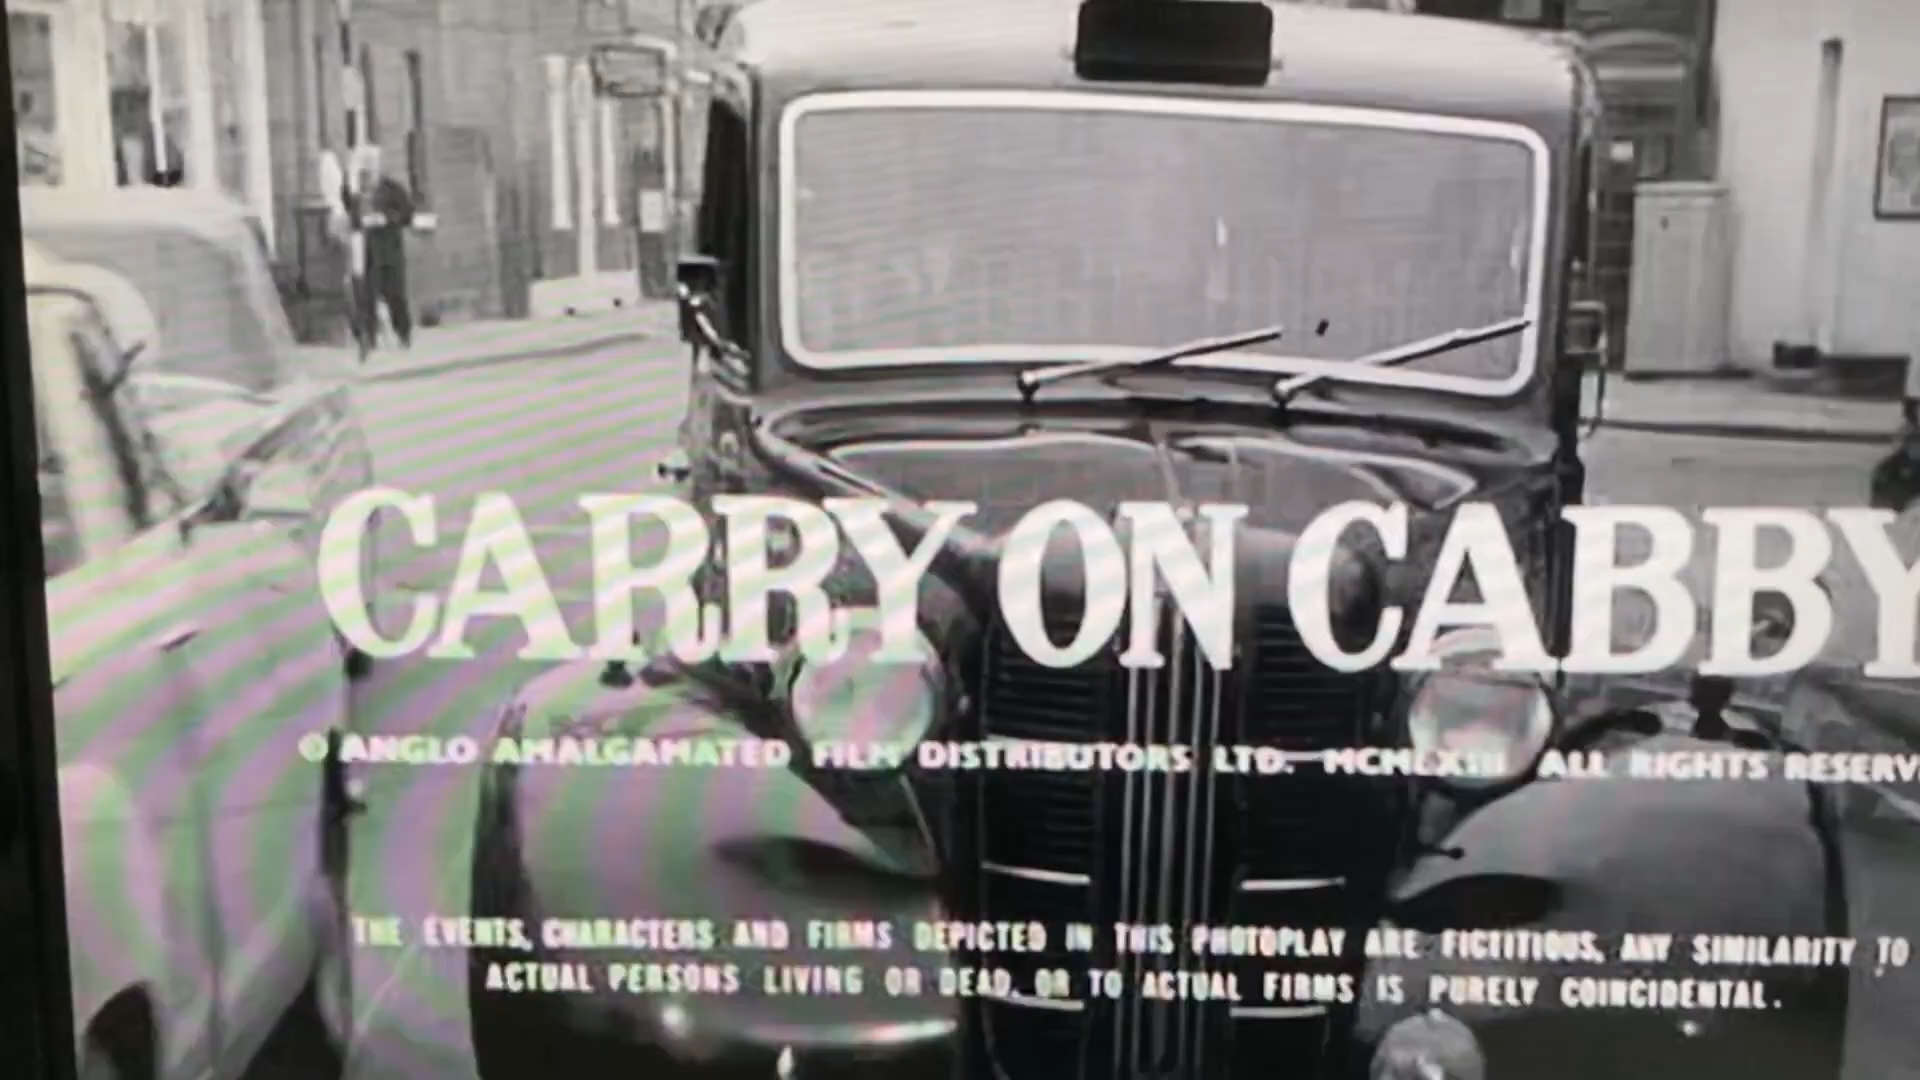 CARRY ON CABBY
© ANGLO AMALGAMATED FILM DISTRIBUTORS LTD. MCMLXIII ALL RIGHTS RESERV
THE EVENTS, CHARACTERS AND FIRMS DEPICTED IN THIS PHOTOPLAY ARE FICTITIOUS, ANY SIMILARITY TO
ACTUAL PERSONS LIVING OR DEAD, OR TO ACTUAL FIRMS IS PURELY COINCIDENTAL.